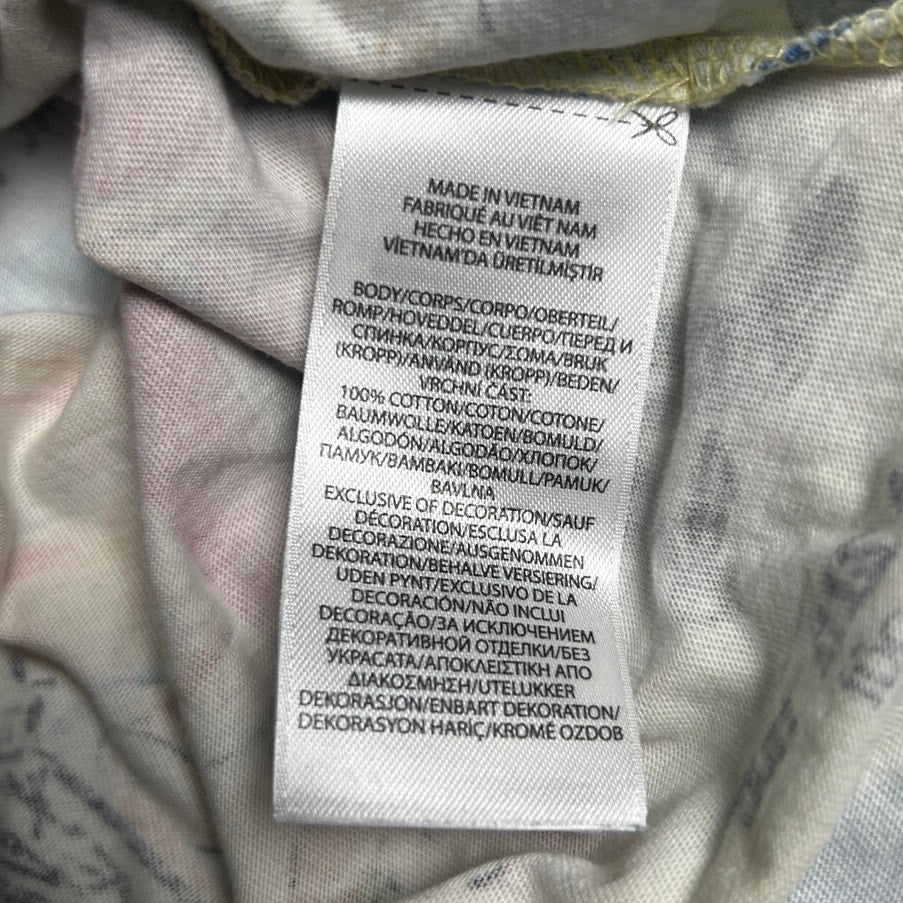 MADE IN VIETNAM
FABRIQUÉ AU VIÊT NAM
HECHO EN VIETNAM
VİETNAM'DA ÜRETİLMİŞTİR
BODY/CORPS/CORPO/OBERTEIL/
ROMP/HOVEDDEL/CUERPO/ПЕРЕД И
СПИНКА/КОРПУС/ΣΩΜΑ/BRUK
(KROPP)/ANVÄND (KROPP)/BEDEN/
VRCHNÍ ČÁST:
100% COTTON/COTON/COTONE/
BAUMWOLLE/KATOEN/BOMULD/
ALGODÓN/ALGODÃO/ХЛОПОК/
ПАМУК/ΒΑΜΒΑΚΙ/BOMULL/PAMUK/
BAVLNA
EXCLUSIVE OF DECORATION/SAUF
DÉCORATION/ESCLUSA LA
DECORAZIONE/AUSGENOMMEN
DEKORATION/BEHALVE VERSIERING/
UDEN PYNT/EXCLUSIVO DE LA
DECORACIÓN/NÃO INCLUI
DECORAÇÃO/ЗА ИСКЛЮЧЕНИЕМ
ДЕКОРАТИВНОЙ ОТДЕЛКИ/БЕЗ
УКРАСАТА/ΑΠΟΚΛΕΙΣΤΙΚΗ ΑΠΟ
ΔΙΑΚΟΣΜΗΣΗ/UTELUKKER
DEKORASJON/ENBART DEKORATION/
DEKORASYON HARİÇ/KROMĚ OZDOB